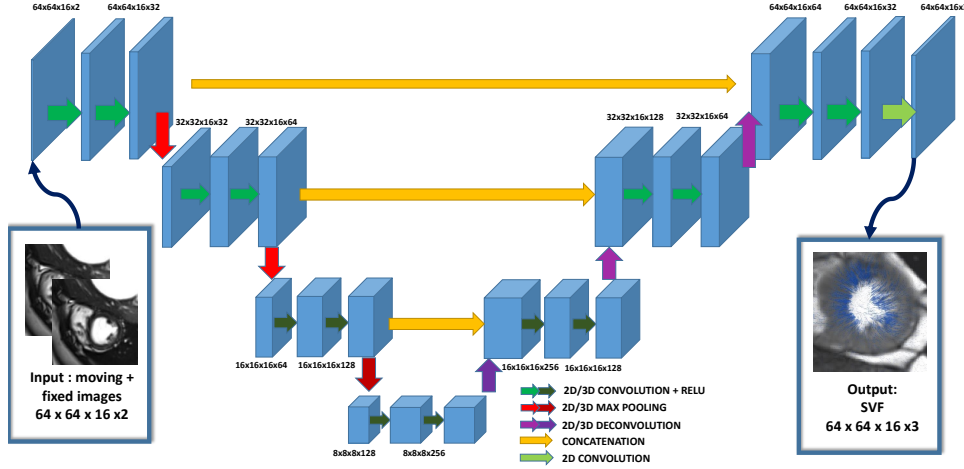 64x64x16x2
64x64x16x32
64x64x16x64
64x64x16x32
32x32x16x32
32x32x16x64
32x32x16x128
32x32x16x64
16x16x16x64
16x16x16x128
16x16x16x256
16x16x16x128
8x8x8x128
8x8x8x256
Input : moving +
fixed images
64 x 64 x 16 x2
2D/3D CONVOLUTION + RELU
2D/3D MAX POOLING
2D/3D DECONVOLUTION
CONCATENATION
2D CONVOLUTION
Output:
SVF
64 x 64 x 16 x3